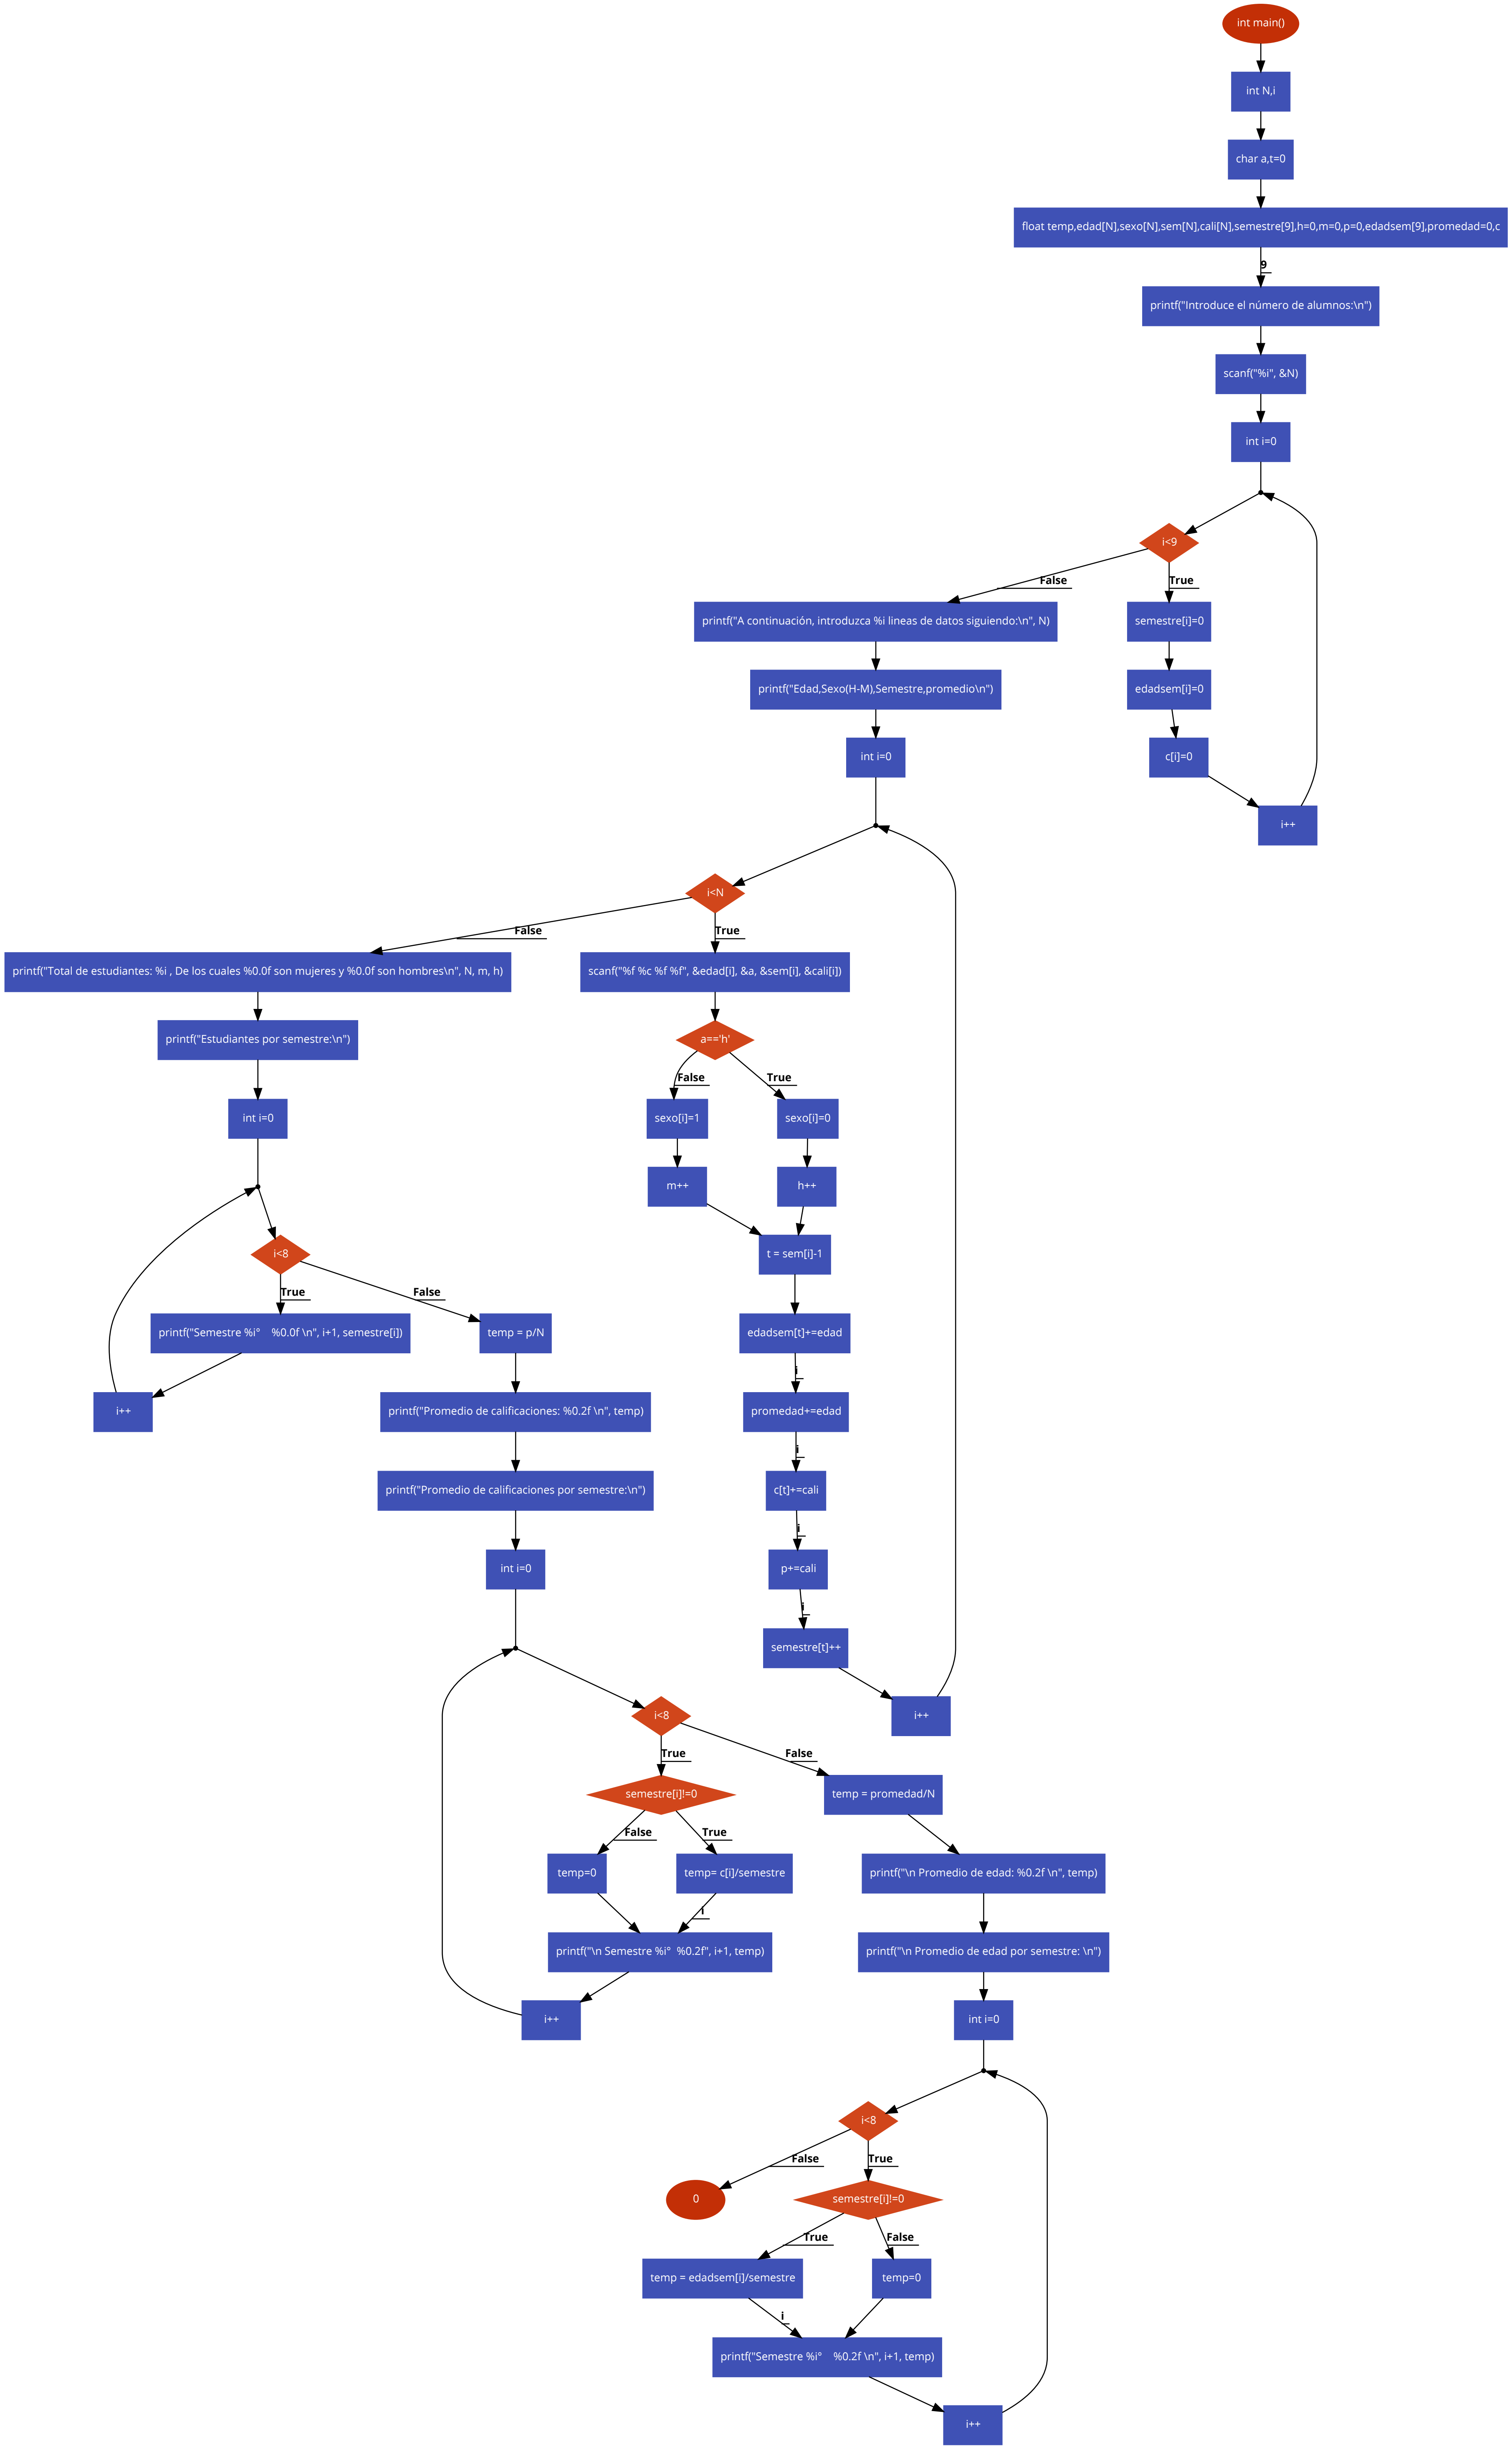 int main()
int N,i
char a,t=0
float temp,edad[N],sexo[N],sem[N],cali[N],semestre[9],h=0,m=0,p=0,edadsem[9],promedad=0,c
9
printf("Introduce el número de alumnos:\n")
scanf("%i", &N)
int i=0
i<9
False
True
printf("A continuación, introduzca %i lineas de datos siguiendo:\n", N)
semestre[i]=0
printf("Edad,Sexo(H-M),Semestre,promedio\n")
edadsem[i]=0
int i=0
c[i]=0
i++
i<N
False
True
printf("Total de estudiantes: %i , De los cuales %0.0f son mujeres y %0.0f son hombres\n", N, m, h)
scanf("%f %c %f %f", &edad[i], &a, &sem[i], &cali[i])
printf("Estudiantes por semestre:\n")
a=='h'
False
True
int i=0
sexo[i]=1
sexo[i]=0
m++
h++
i<8
t = sem[i]-1
True
False
printf("Semestre %i°    %0.0f \n", i+1, semestre[i])
temp = p/N
edadsem[t]+=edad
i
i++
printf("Promedio de calificaciones: %0.2f \n", temp)
promedad+=edad
i
printf("Promedio de calificaciones por semestre:\n")
c[t]+=cali
i
int i=0
p+=cali
i
semestre[t]++
i<8
i++
True
False
semestre[i]!=0
temp = promedad/N
False
True
temp=0
temp= c[i]/semestre
printf("\n Promedio de edad: %0.2f \n", temp)
i
printf("\n Semestre %i°  %0.2f", i+1, temp)
printf("\n Promedio de edad por semestre: \n")
i++
int i=0
i<8
False
True
0
semestre[i]!=0
True
False
temp = edadsem[i]/semestre
temp=0
i
printf("Semestre %i°    %0.2f \n", i+1, temp)
i++